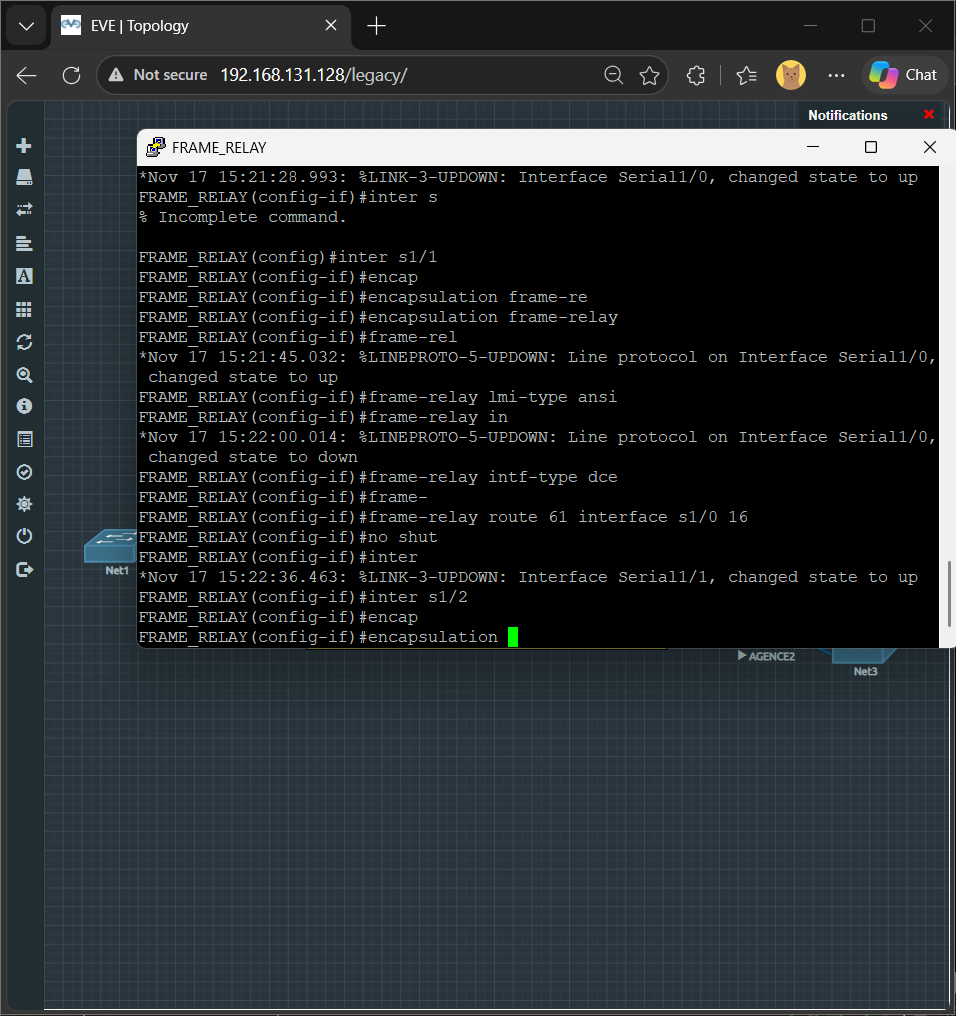 EVE | Topology
Not secure 192.168.131.128/legacy/
Chat
Notifications
FRAME_RELAY
*Nov 17 15:21:28.993: %LINK-3-UPDOWN: Interface Serial1/0, changed state to up
FRAME_RELAY(config-if)#inter s
% Incomplete command.
FRAME_RELAY(config)#inter s1/1
FRAME_RELAY(config-if)#encap
FRAME_RELAY(config-if)#encapsulation frame-re
FRAME_RELAY(config-if)#encapsulation frame-relay
FRAME_RELAY(config-if)#frame-rel
*Nov 17 15:21:45.032: %LINEPROTO-5-UPDOWN: Line protocol on Interface Serial1/0,
changed state to up
FRAME_RELAY(config-if)#frame-relay lmi-type ansi
FRAME_RELAY(config-if)#frame-relay in
*Nov 17 15:22:00.014: %LINEPROTO-5-UPDOWN: Line protocol on Interface Serial1/0,
changed state to down
FRAME_RELAY(config-if)#frame-relay intf-type dce
FRAME_RELAY(config-if)#frame-
FRAME_RELAY(config-if)#frame-relay route 61 interface s1/0 16
FRAME_RELAY(config-if)#no shut
FRAME_RELAY(config-if)#inter
*Nov 17 15:22:36.463: %LINK-3-UPDOWN: Interface Serial1/1, changed state to up
FRAME_RELAY(config-if)#inter s1/2
FRAME_RELAY(config-if)#encap
FRAME_RELAY(config-if)#encapsulation
Net1
AGENCE2
Net3